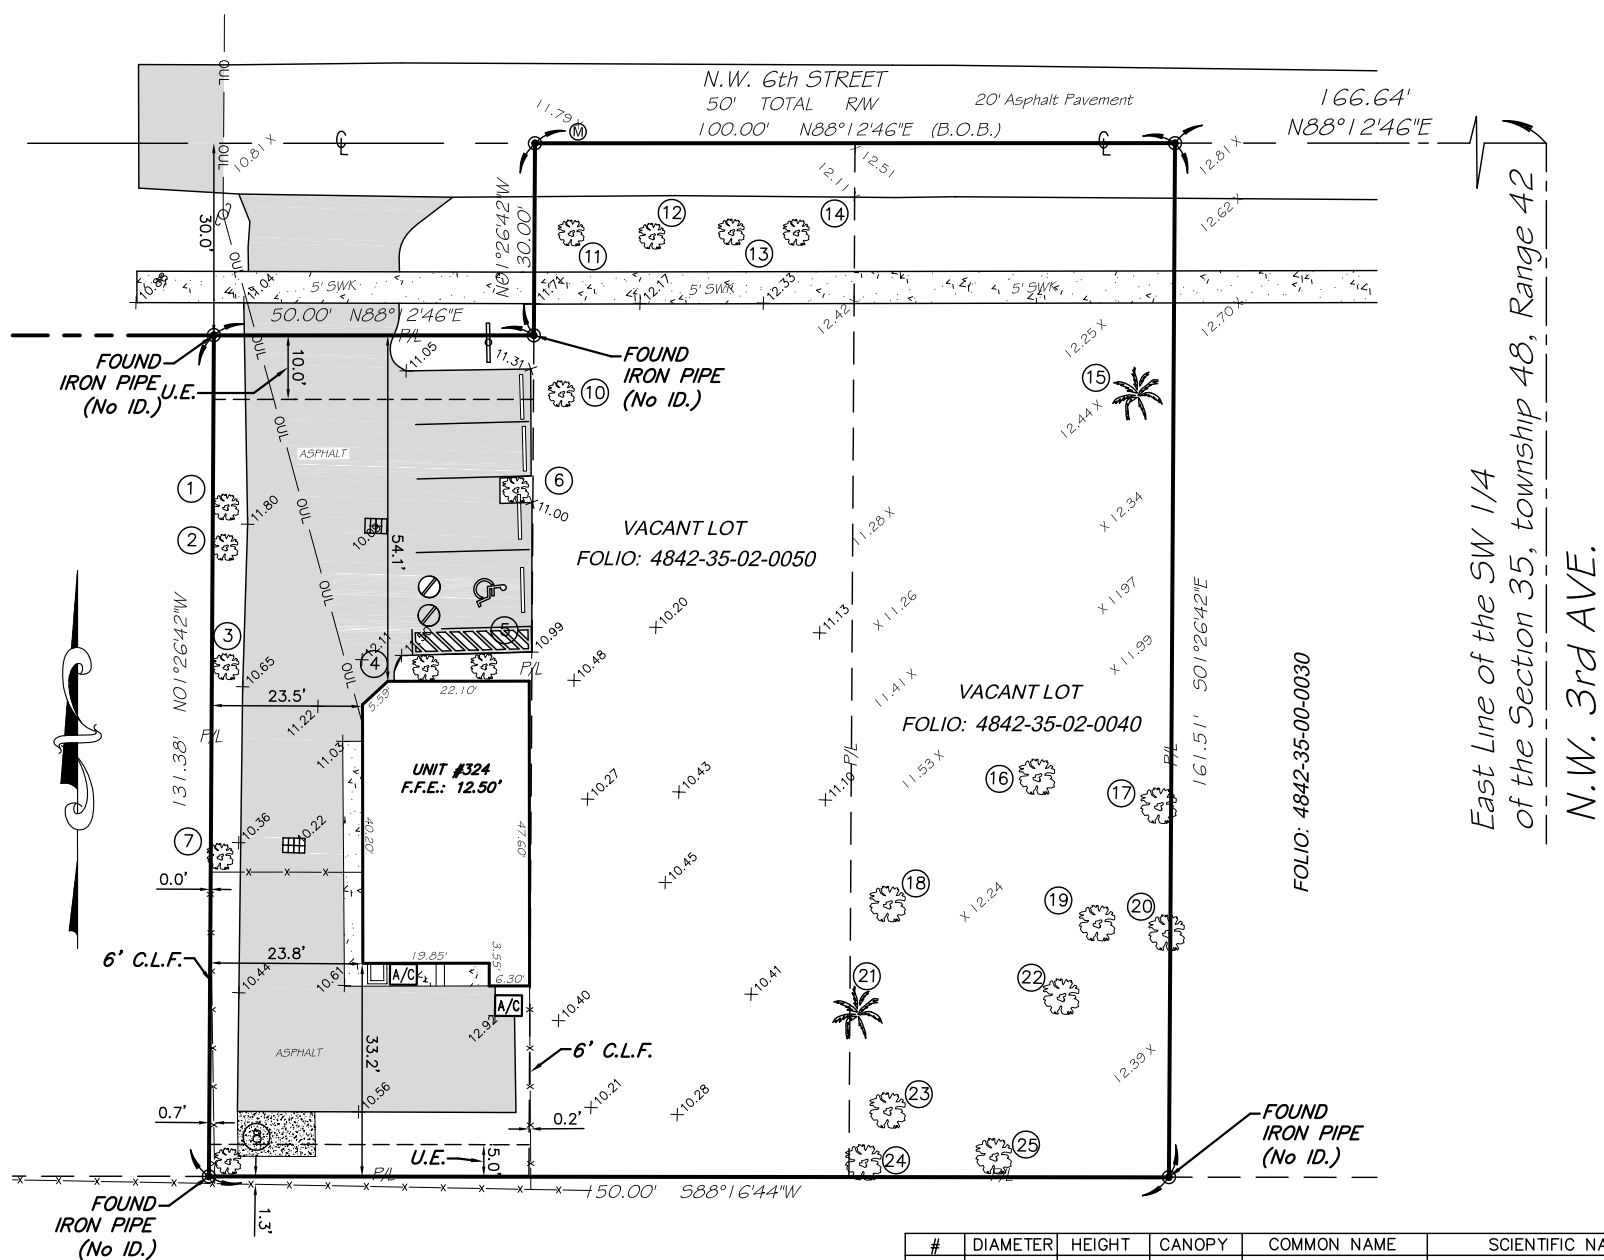 N.W. 6th STREET
50' TOTAL R/W
20' Asphalt Pavement
100.00' N88°12'46"E (B.O.B.)
166.64'
N88°12'46"E
OUL
OUL
OUL
OUL
OUL
OUL
OUL
OUL
11.79 X
M
10.81 X
X 12.51
12.11
12.81 X
12.62 X
30.0'
N01°26'42"W
30.00'
11
12
13
14
10.88
11.04
5' SWK
11.71
12.17
5' SWK
12.33
5' SWK
12.42
12.70 X
50.00' N88°12'46"E
P/L
FOUND
IRON PIPE
(No ID.)
U.E.
10.0'
11.05
11.31
FOUND
IRON PIPE
(No ID.)
10
12.25 X
15
12.44 X
ASPHALT
1
2
11.80
54.1'
6
11.00
VACANT LOT
FOLIO: 4842-35-02-0050
11.28 X
X 12.34
N01°26'42"W
131.38'
3
4
5
12.11
10.99
P/L
X 10.20
X 11.13
X 11.26
X 1197
X 10.48
X 11.99
10.65
23.5'
11.22
5.59'
22.10'
11.41 X
VACANT LOT
FOLIO: 4842-35-02-0040
161.51' S01°26'42"E
P/L
11.03
UNIT #324
F.F.E.: 12.50'
X 10.27
X 10.43
X 11.10
P/L
11.53 X
P/L
16
17
7
10.36
10.22
40.20'
47.60'
0.0'
X 10.45
18
X 12.24
19
20
6' C.L.F.
23.8'
10.44
10.61
19.85'
3.55'
6.30'
A/C
A/C
12.92
X 10.40
X 10.41
21
22
ASPHALT
33.2'
6' C.L.F.
12.39 X
10.56
X 10.21
X 10.28
0.7'
0.2'
8
23
24
25
U.E.
5.0'
P/L
P/L
FOUND
IRON PIPE
(No ID.)
150.00' S88°16'44"W
FOUND
IRON PIPE
(No ID.)
1.3'
FOLIO: 4842-35-00-0030
East Line of the SW 1/4
of the Section 35, township 48, Range 42
N.W. 3rd AVE.
# DIAMETER HEIGHT CANOPY COMMON NAME SCIENTIFIC NA